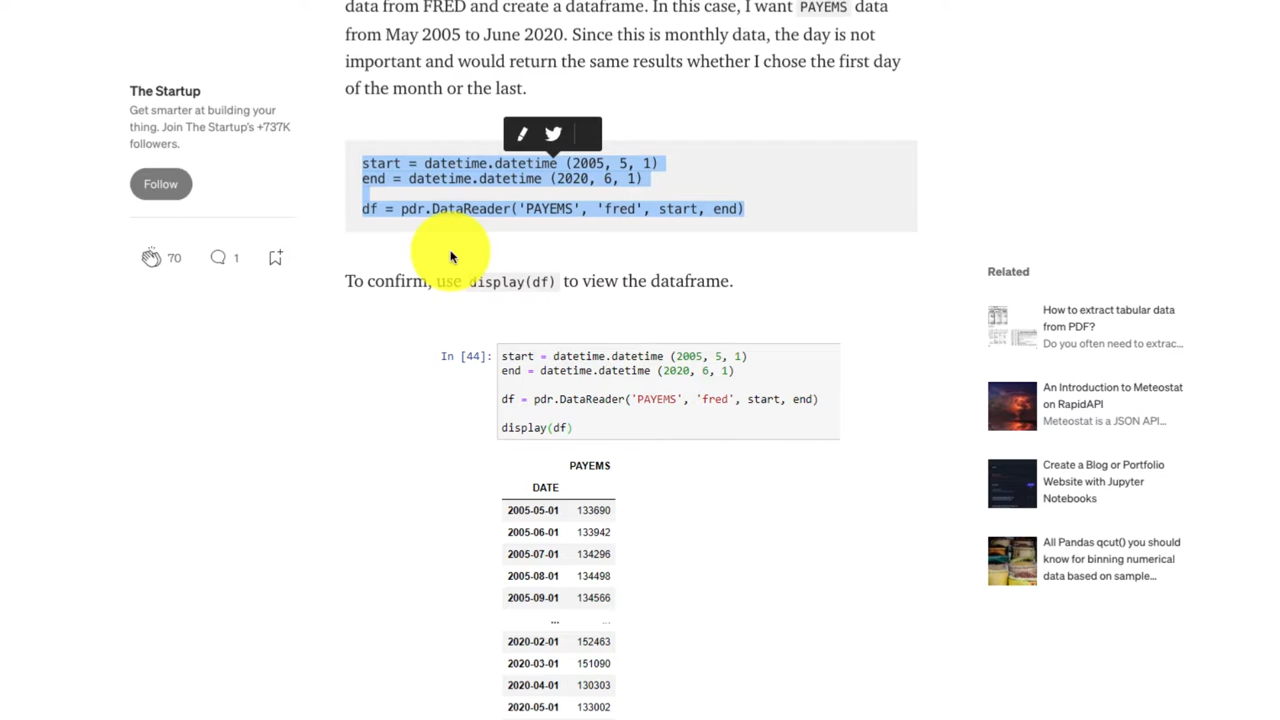 data from FRED and create a dataframe. In this case, I want PAYEMS data
from May 2005 to June 2020. Since this is monthly data, the day is not
important and would return the same results whether I chose the first day
of the month or the last.
The Startup
Get smarter at building your
thing. Join The Startup's +737K
followers.
Follow
70
1
start = datetime.datetime (2005, 5, 1)
end = datetime.datetime (2020, 6, 1)
df = pdr.DataReader('PAYEMS', 'fred', start, end)
To confirm, use display(df) to view the dataframe.
In [44]:
start = datetime.datetime (2005, 5, 1)
end = datetime.datetime (2020, 6, 1)
df = pdr.DataReader('PAYEMS', 'fred', start, end)
display(df)
PAYEMS
DATE
2005-05-01 133690
2005-06-01 133942
2005-07-01 134296
2005-08-01 134498
2005-09-01 134566
... ...
2020-02-01 152463
2020-03-01 151090
2020-04-01 130303
2020-05-01 133002
Related
How to extract tabular data
from PDF?
Do you often need to extrac...
An Introduction to Meteostat
on RapidAPI
Meteostat is a JSON API...
Create a Blog or Portfolio
Website with Jupyter
Notebooks
All Pandas qcut() you should
know for binning numerical
data based on sample...